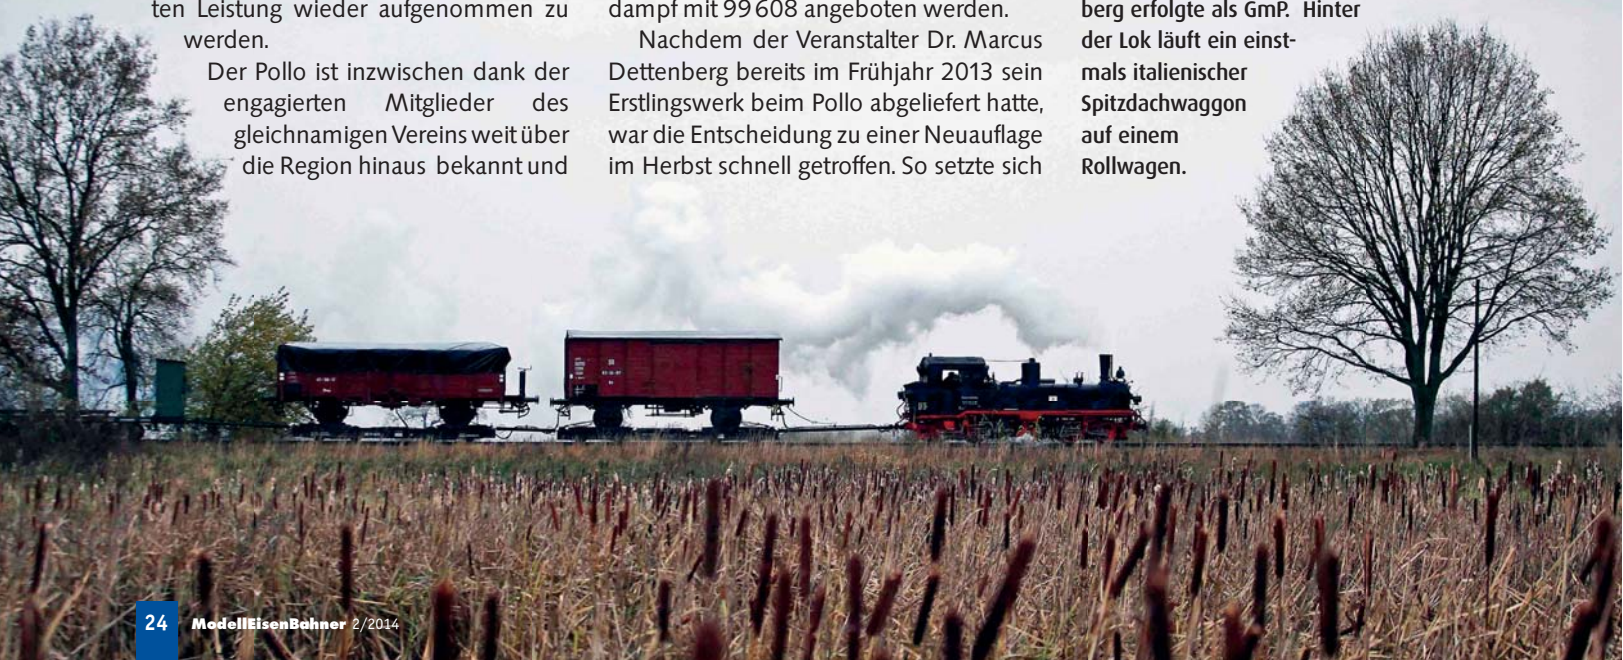 ten Leistung wieder aufgenommen zu
werden.
Der Pollo ist inzwischen dank der
engagierten Mitglieder des
gleichnamigen Vereins weit über
die Region hinaus bekannt und
dampf mit 99 608 angeboten werden.
Nachdem der Veranstalter Dr. Marcus
Dettenberg bereits im Frühjahr 2013 sein
Erstlingswerk beim Pollo abgeliefert hatte,
war die Entscheidung zu einer Neuauflage
im Herbst schnell getroffen. So setzte sich
berg erfolgte als GmP. Hinter
der Lok läuft ein einst-
mals italienischer
Spitzdachwaggon
auf einem
Rollwagen.
24 ModellEisenBahner 2/2014